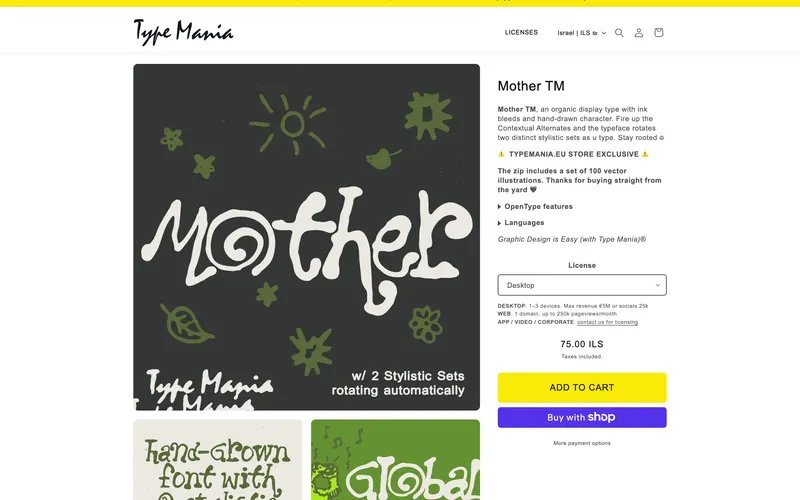 Type Mania
LICENSES
Israel | ILS ₪
Mother
w/ 2 Stylistic Sets
rotating automatically
Type Mania
Type Mania
Mother TM
Mother TM, an organic display type with ink
bleeds and hand-drawn character. Fire up the
Contextual Alternates and the typeface rotates
two distinct stylistic sets as u type. Stay rooted ☮
⚠️ TYPEMANIA.EU STORE EXCLUSIVE ⚠️
The zip includes a set of 100 vector
illustrations. Thanks for buying straight from
the yard 🖤
OpenType features
Languages
Graphic Design is Easy (with Type Mania)®
License
Desktop
DESKTOP: 1–3 devices. Max revenue €5M or socials 25k
WEB: 1 domain, up to 250k pageviews/month
APP / VIDEO / CORPORATE: contact us for licensing
75.00 ILS
Taxes included.
ADD TO CART
Buy with shop
More payment options
hand-Grown
font with
GLOBAL